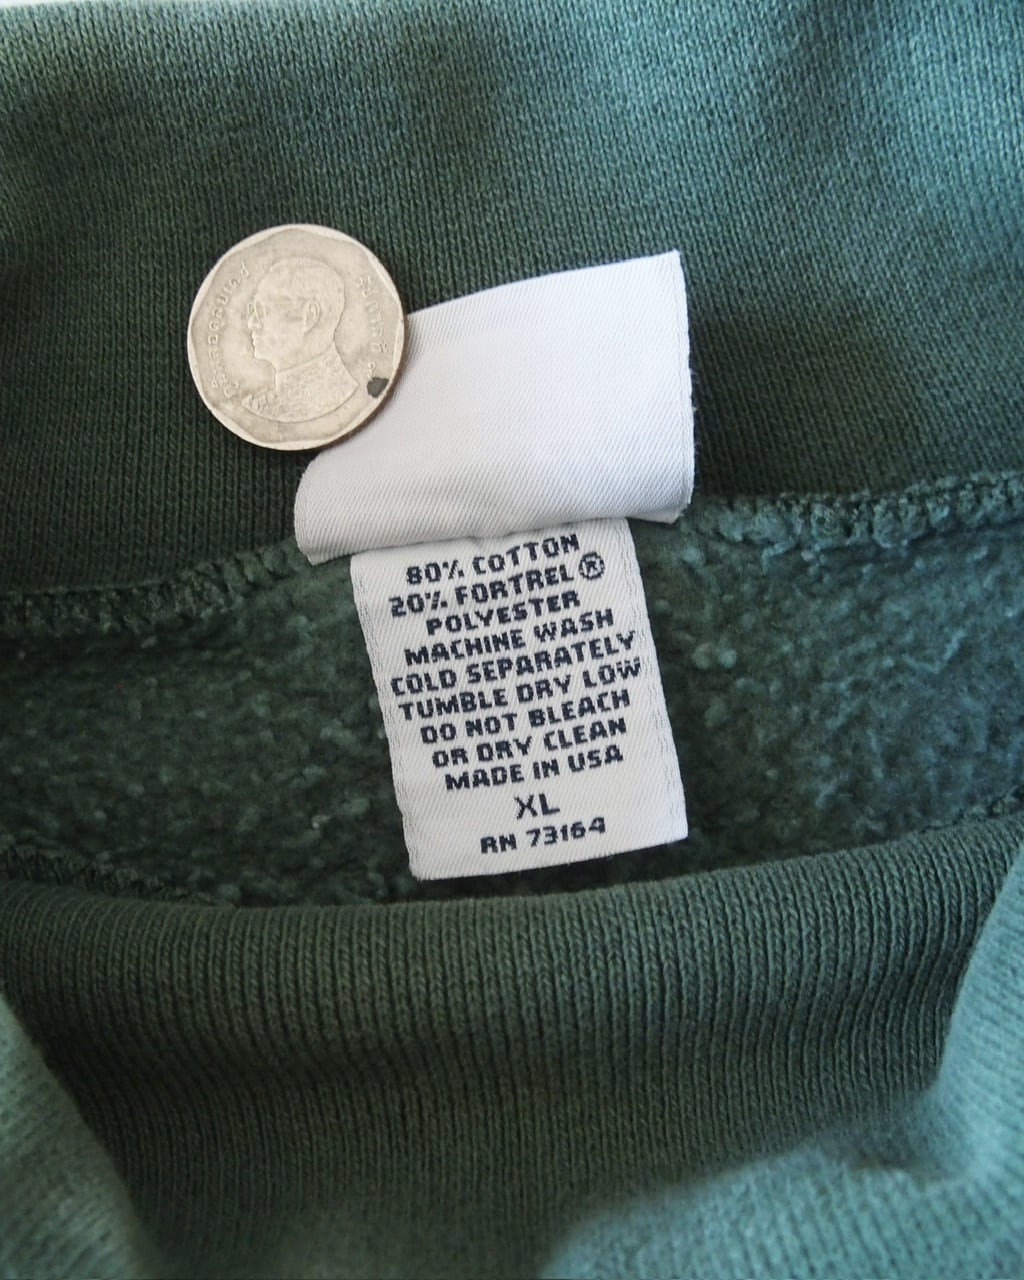 80% COTTON
20% FORTREL®
POLYESTER
MACHINE WASH
COLD SEPARATELY
TUMBLE DRY LOW
DO NOT BLEACH
OR DRY CLEAN
MADE IN USA
XL
RN 73164